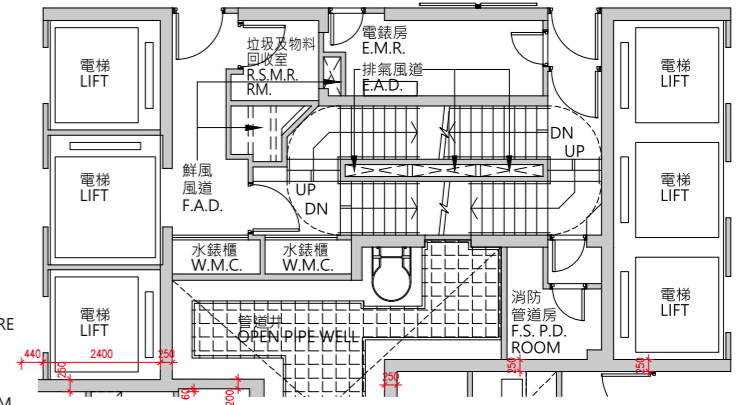 電梯
LIFT
垃圾及物料
回收室
R.S.M.R.
RM.
電錶房
E.M.R.
排氣風道
E.A.D.
電梯
LIFT
DN
UP
電梯
LIFT
鮮風
風道
F.A.D.
UP
DN
電梯
LIFT
水錶櫃
W.M.C.
水錶櫃
W.M.C.
電梯
LIFT
管道井
OPEN PIPE WELL
消防
管道房
F.S. P.D.
ROOM
電梯
LIFT
RE
440
2400
250
250
250
250
250
60
200
M